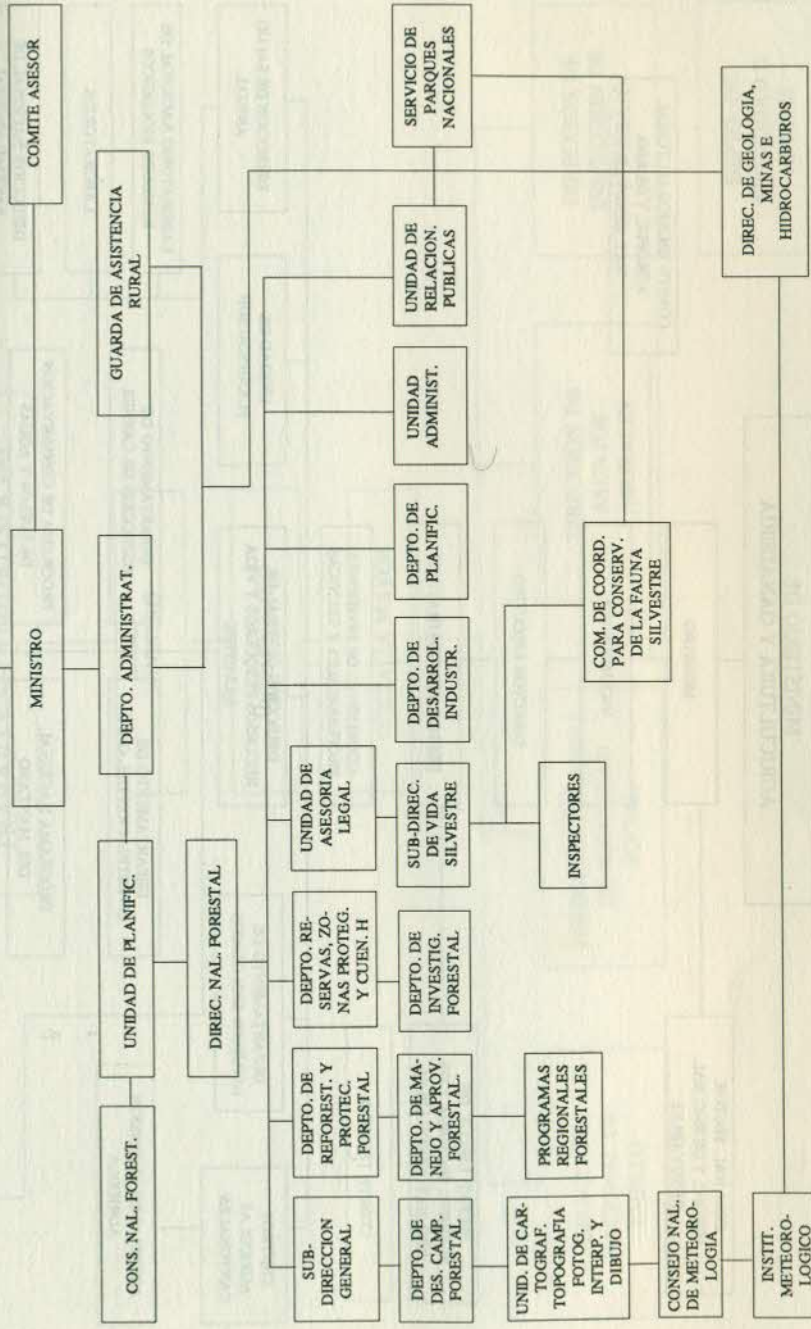 MINISTRO
COMITE ASESOR
CONS. NAL. FOREST.
UNIDAD DE PLANIFIC.
DEPTO. ADMINISTRAT.
GUARDA DE ASISTENCIA
RURAL
DIREC. NAL. FORESTAL
SUB-
DIRECCION
GENERAL
DEPTO. DE
REFOREST. Y
PROTEC.
FORESTAL
DEPTO. RE-
SERVAS, ZO-
NAS PROTEG.
Y CUEN. H
UNIDAD DE
ASESORIA
LEGAL
DEPTO. DE
DES. CAMP.
FORESTAL
DEPTO. DE MA-
NEJO Y APROV.
FORESTAL.
DEPTO. DE
INVESTIG.
FORESTAL
SUB-DIREC.
DE VIDA
SILVESTRE
DEPTO. DE
DESARROL.
INDUSTR.
DEPTO. DE
PLANIFIC.
UNIDAD
ADMINIST.
UNIDAD DE
RELACION.
PUBLICAS
SERVICIO DE
PARQUES
NACIONALES
UNID. DE CAR-
TOGRAF.
TOPOGRAFIA
FOTOG.
INTERP. Y
DIBUJO
PROGRAMAS
REGIONALES
FORESTALES
INSPECTORES
COM. DE COORD.
PARA CONSERV.
DE LA FAUNA
SILVESTRE
CONSEJO NAL.
DE METEORO-
LOGIA
INSTIT.
METEORO-
LOGICO
DIREC. DE GEOLOGIA,
MINAS E
HIDROCARBUROS